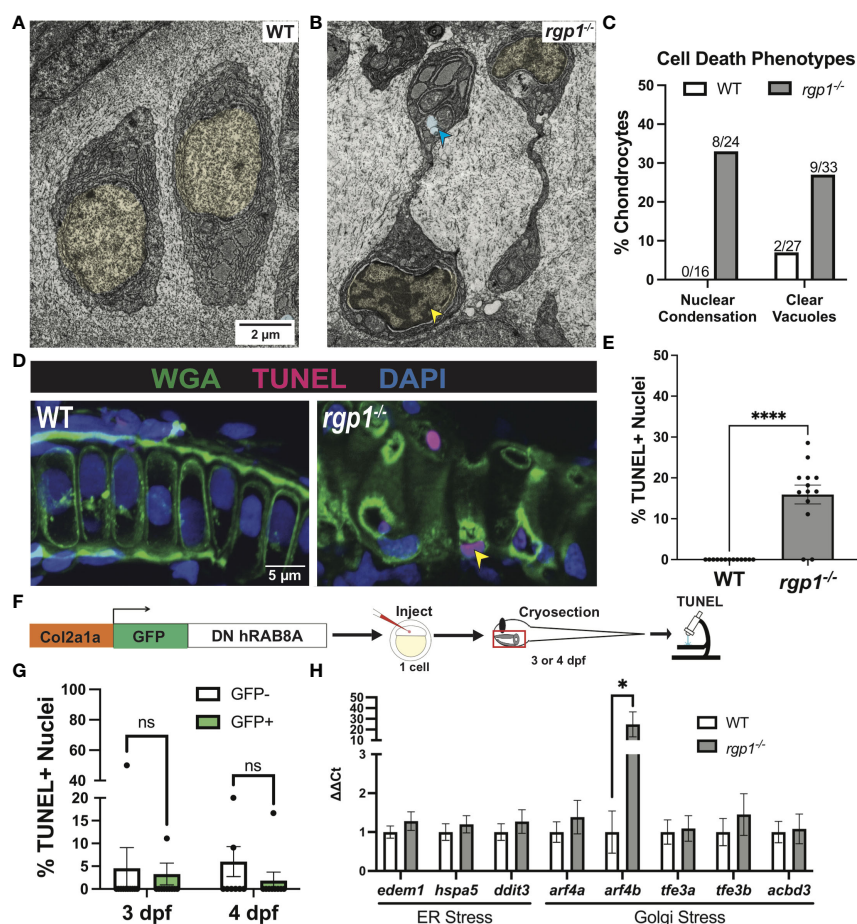 A
WT
2 µm
B
rgp1-/-
C
Cell Death Phenotypes
WT
rgp1-/-
% Chondrocytes
50
40
30
20
10
0
0/16
8/24
2/27
9/33
Nuclear
Condensation
Clear
Vacuoles
D
WGA TUNEL DAPI
WT
5 µm
rgp1-/-
E
% TUNEL+ Nuclei
50
40
30
20
10
0
****
WT
rgp1-/-
F
Col2a1a
GFP
DN hRAB8A
Inject
1 cell
Cryosection
3 or 4 dpf
TUNEL
G
% TUNEL+ Nuclei
100
80
60
40
20
15
10
5
0
GFP-
GFP+
ns
ns
3 dpf
4 dpf
H
ΔΔCt
50
40
30
20
10
2
1
0
*
WT
rgp1-/-
edem1 hspa5 ddit3 arf4a arf4b tfe3a tfe3b acbd3
ER Stress
Golgi Stress